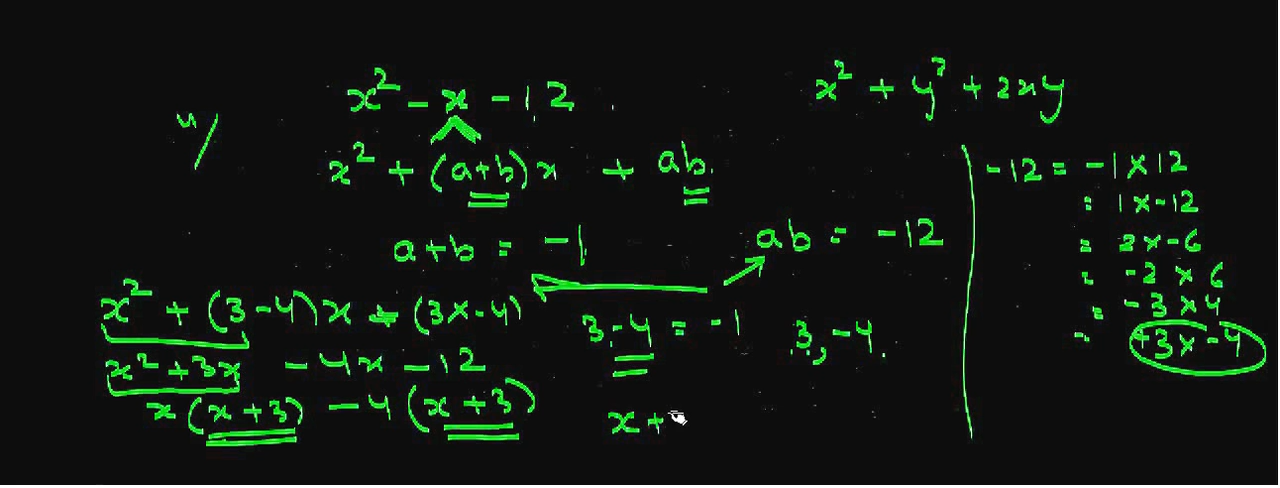 x² - x - 12
x² + y² + 2xy
4/
x² + (a+b)x + ab
a+b = -1
ab = -12
x² + (3-4)x + (3x-4)
3-4 = -1
3, -4
x² + 3x - 4x - 12
x(x+3) - 4(x+3)
x+
-12 = -1 x 12
= 1 x -12
= 2 x -6
= -2 x 6
= -3 x 4
= +3 x -4